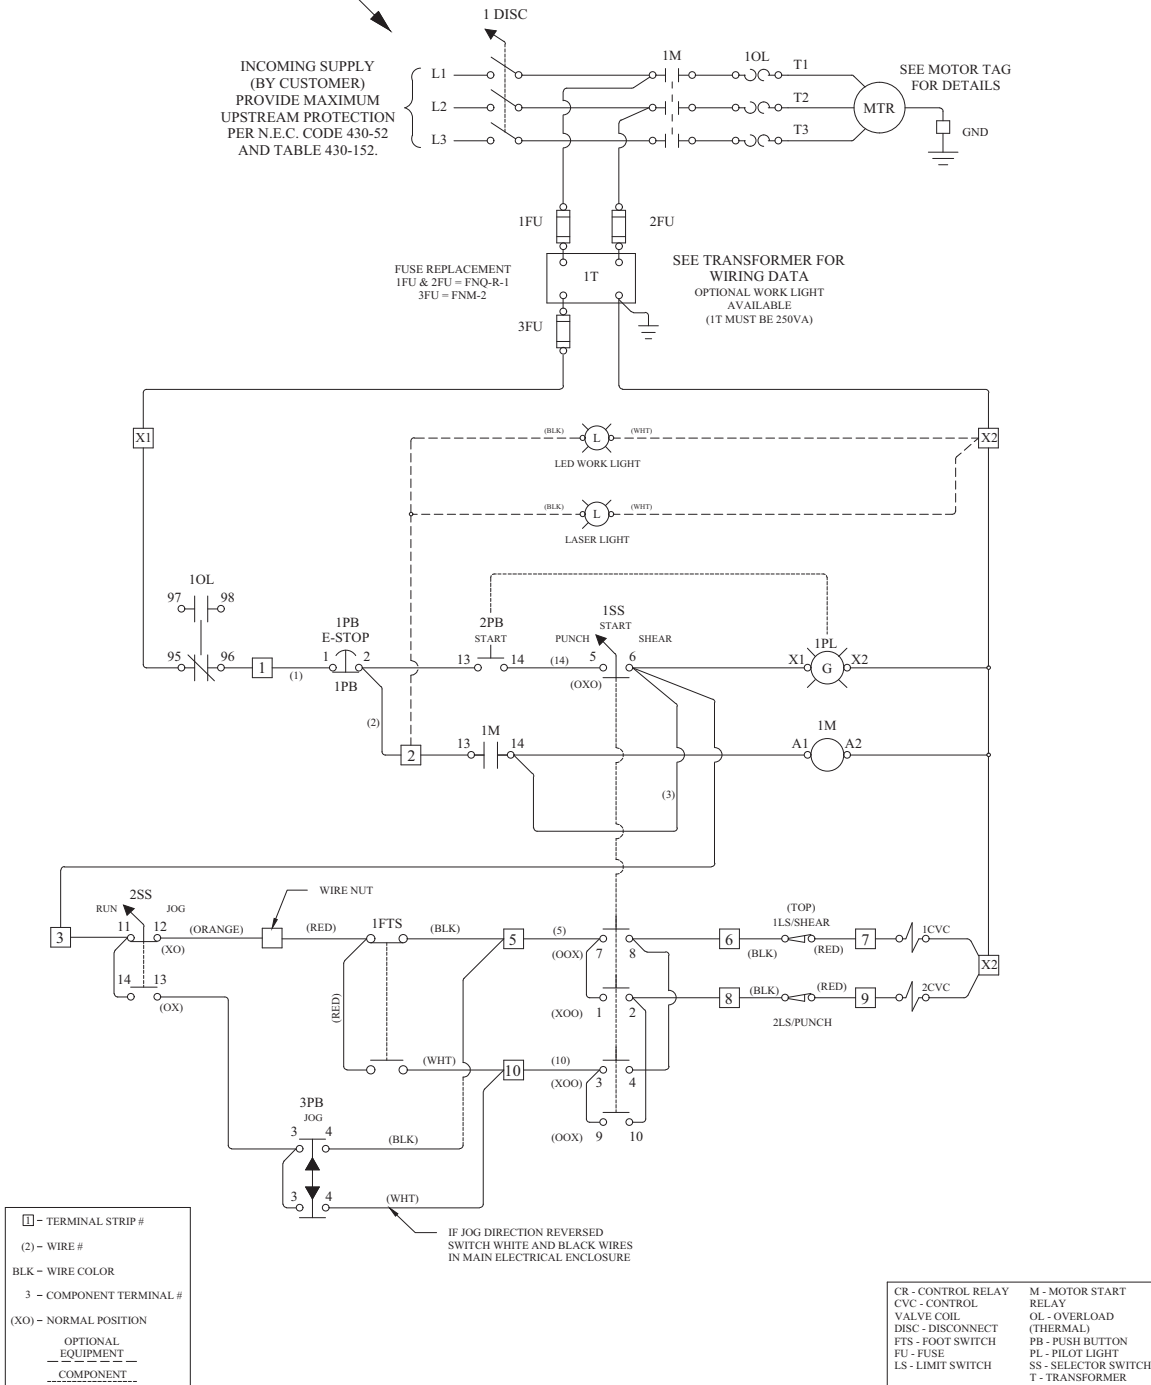 1 DISC
INCOMING SUPPLY
(BY CUSTOMER)
PROVIDE MAXIMUM
UPSTREAM PROTECTION
PER N.E.C. CODE 430-52
AND TABLE 430-152.
L1
L2
L3
1M
1OL
T1
T2
T3
MTR
SEE MOTOR TAG
FOR DETAILS
GND
1FU
2FU
FUSE REPLACEMENT
1FU & 2FU = FNQ-R-1
3FU = FNM-2
1T
3FU
SEE TRANSFORMER FOR
WIRING DATA
OPTIONAL WORK LIGHT
AVAILABLE
(1T MUST BE 250VA)
X1
(BLK)
L
(WHT)
X2
LED WORK LIGHT
(BLK)
L
(WHT)
LASER LIGHT
1OL
97
98
95
96
1
(1)
1PB
E-STOP
1
2
1PB
(2)
2PB
START
13
14
(14)
1SS
START
PUNCH
SHEAR
5
6
(OXO)
1PL
X1
G
X2
2
1M
13
14
(3)
1M
A1
A2
WIRE NUT
2SS
RUN
JOG
3
11
12
(ORANGE)
(XO)
(RED)
1FTS
(BLK)
5
(5)
(OOX)
7
8
6
(BLK)
(TOP)
1LS/SHEAR
(RED)
7
1CVC
X2
14
13
(OX)
(RED)
(XOO)
1
2
8
(BLK)
(RED)
9
2CVC
2LS/PUNCH
(WHT)
10
(10)
(XOO)
3
4
(OOX)
9
10
3PB
JOG
3
4
(BLK)
3
4
(WHT)
IF JOG DIRECTION REVERSED
SWITCH WHITE AND BLACK WIRES
IN MAIN ELECTRICAL ENCLOSURE
1 – TERMINAL STRIP #
(2) – WIRE #
BLK – WIRE COLOR
3 – COMPONENT TERMINAL #
(XO) – NORMAL POSITION
OPTIONAL
EQUIPMENT
COMPONENT
CR - CONTROL RELAY
CVC - CONTROL
VALVE COIL
DISC - DISCONNECT
FTS - FOOT SWITCH
FU - FUSE
LS - LIMIT SWITCH
M - MOTOR START
RELAY
OL - OVERLOAD
(THERMAL)
PB - PUSH BUTTON
PL - PILOT LIGHT
SS - SELECTOR SWITCH
T - TRANSFORMER